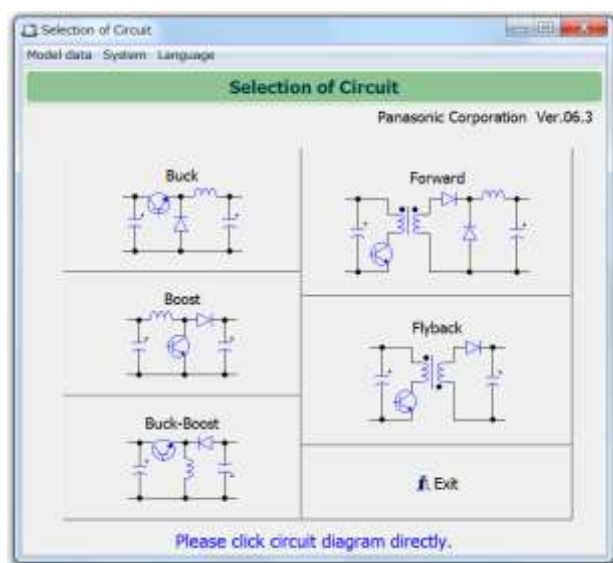 Selection of Circuit
Model data System Language
Selection of Circuit
Panasonic Corporation Ver.06.3
Buck
Forward
Boost
Flyback
Buck-Boost
Exit
Please click circuit diagram directly.